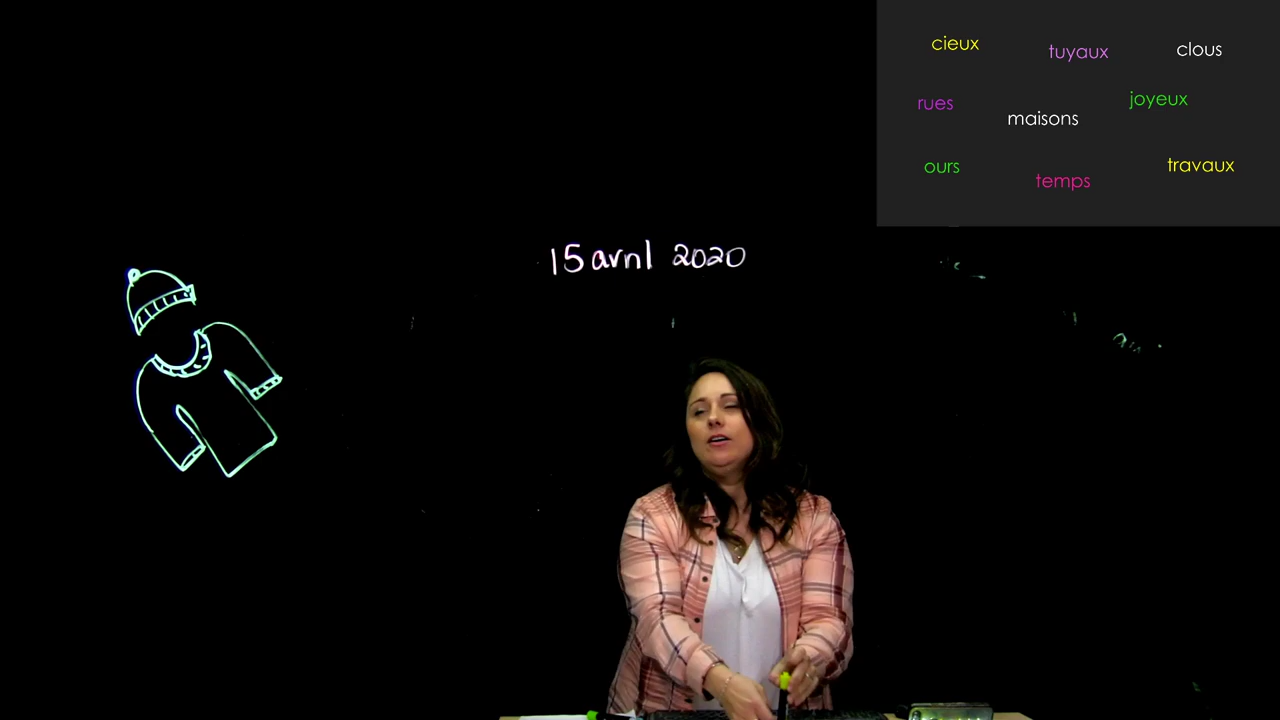 cieux tuyaux clous
rues maisons joyeux
ours temps travaux
15 avril 2020